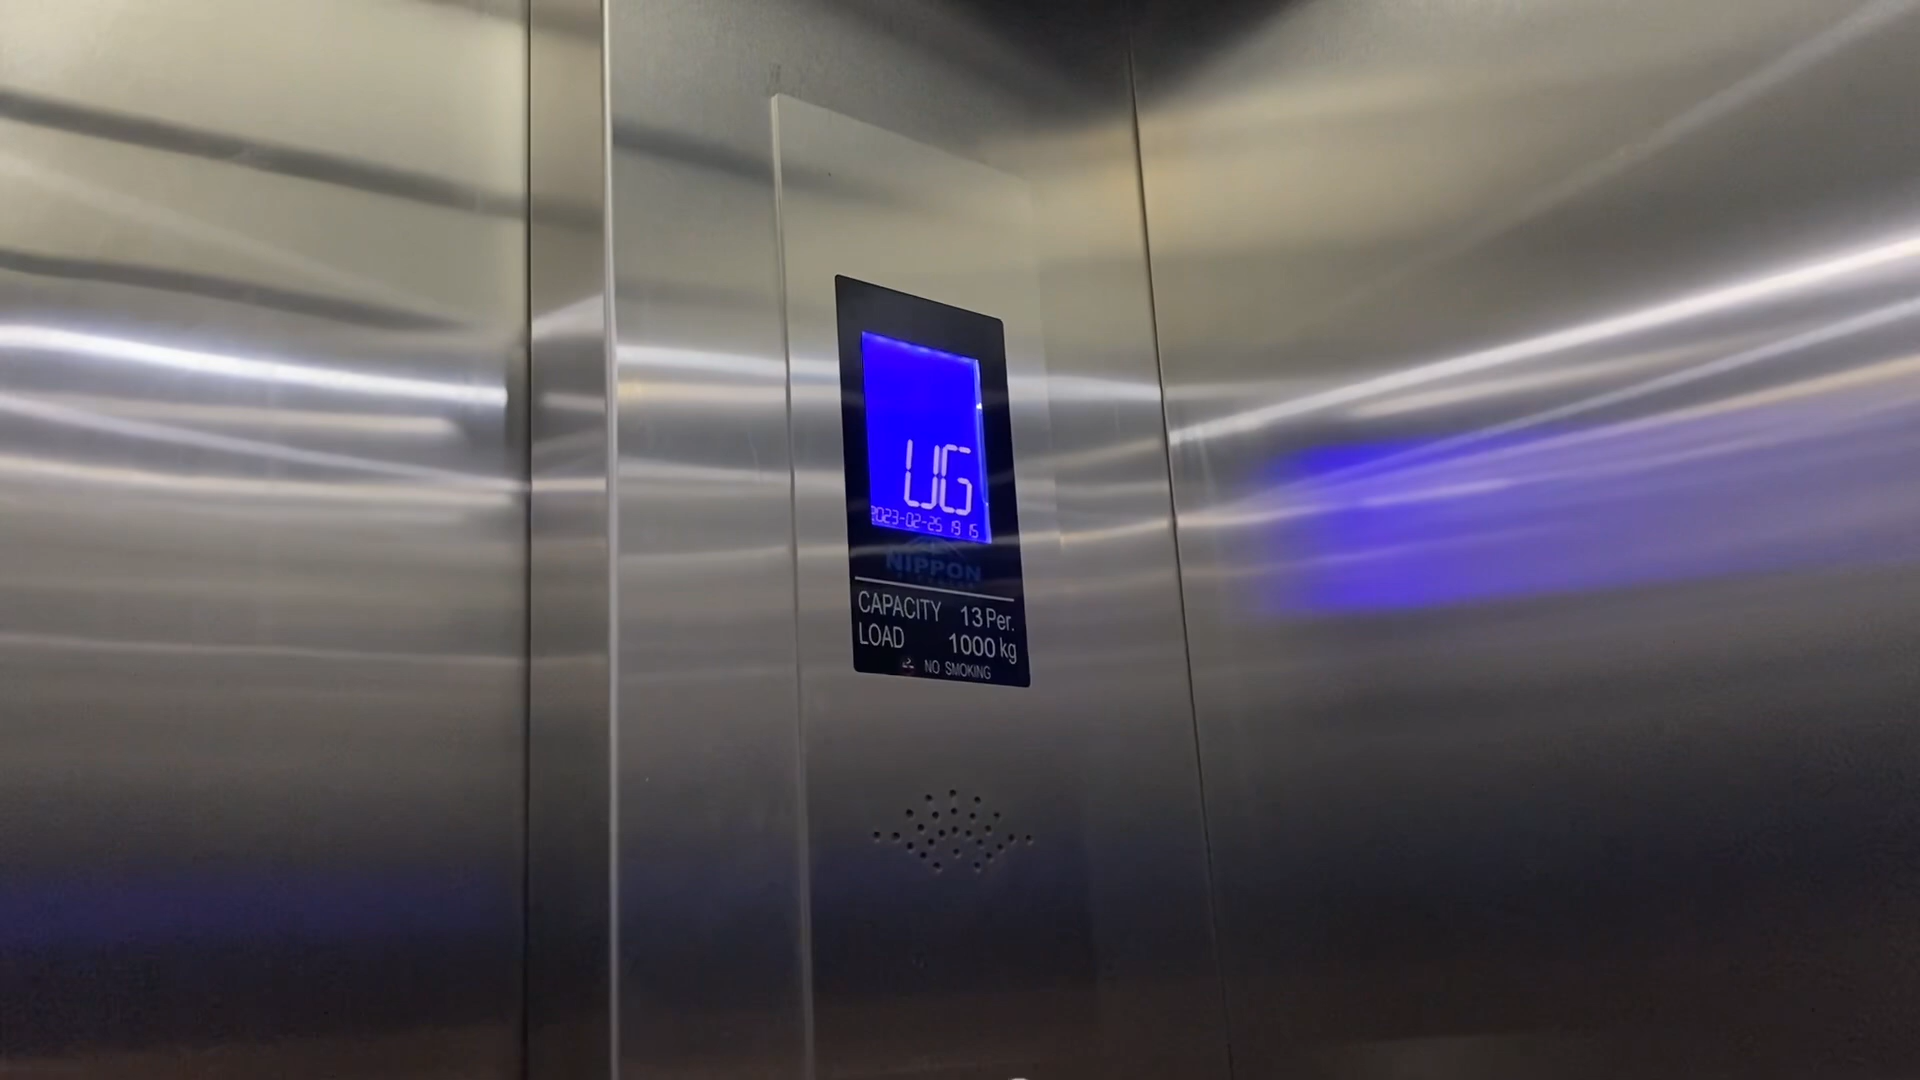 UG
2023-02-25 19 15
NIPPON
CAPACITY 13 Per.
LOAD 1000 kg
NO SMOKING